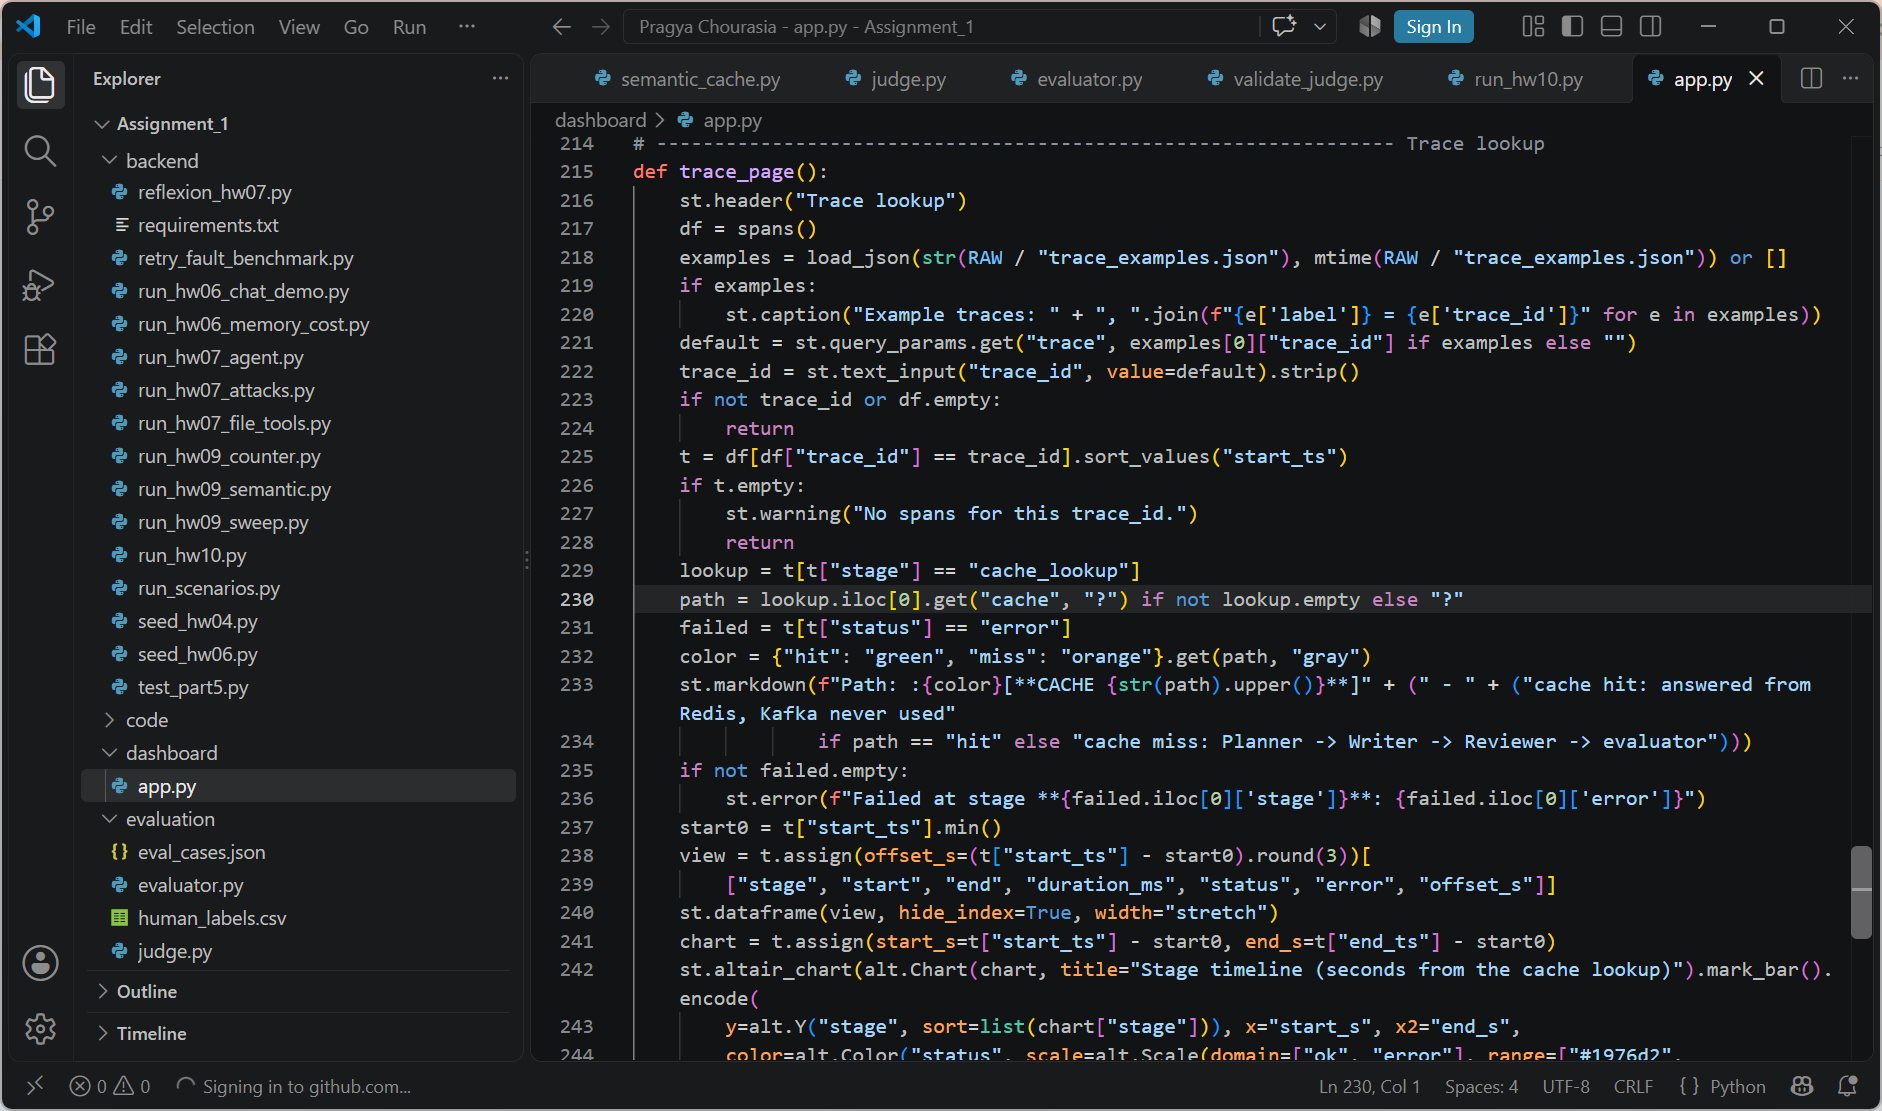 File Edit Selection View Go Run ···
Pragya Chourasia - app.py - Assignment_1
Sign In
Explorer
Assignment_1
backend
reflexion_hw07.py
requirements.txt
retry_fault_benchmark.py
run_hw06_chat_demo.py
run_hw06_memory_cost.py
run_hw07_agent.py
run_hw07_attacks.py
run_hw07_file_tools.py
run_hw09_counter.py
run_hw09_semantic.py
run_hw09_sweep.py
run_hw10.py
run_scenarios.py
seed_hw04.py
seed_hw06.py
test_part5.py
code
dashboard
app.py
evaluation
{} eval_cases.json
evaluator.py
human_labels.csv
judge.py
Outline
Timeline
semantic_cache.py judge.py evaluator.py validate_judge.py run_hw10.py app.py
dashboard > app.py
214 # ---------------------------------------------------------------- Trace lookup
215 def trace_page():
216     st.header("Trace lookup")
217     df = spans()
218     examples = load_json(str(RAW / "trace_examples.json"), mtime(RAW / "trace_examples.json")) or []
219     if examples:
220         st.caption("Example traces: " + ", ".join(f"{e['label']} = {e['trace_id']}" for e in examples))
221     default = st.query_params.get("trace", examples[0]["trace_id"] if examples else "")
222     trace_id = st.text_input("trace_id", value=default).strip()
223     if not trace_id or df.empty:
224         return
225     t = df[df["trace_id"] == trace_id].sort_values("start_ts")
226     if t.empty:
227         st.warning("No spans for this trace_id.")
228         return
229     lookup = t[t["stage"] == "cache_lookup"]
230     path = lookup.iloc[0].get("cache", "?") if not lookup.empty else "?"
231     failed = t[t["status"] == "error"]
232     color = {"hit": "green", "miss": "orange"}.get(path, "gray")
233     st.markdown(f"Path: :{color}[**CACHE {str(path).upper()}**]" + (" - " + ("cache hit: answered from
Redis, Kafka never used"
234                 if path == "hit" else "cache miss: Planner -> Writer -> Reviewer -> evaluator")))
235     if not failed.empty:
236         st.error(f"Failed at stage **{failed.iloc[0]['stage']}**: {failed.iloc[0]['error']}")
237     start0 = t["start_ts"].min()
238     view = t.assign(offset_s=(t["start_ts"] - start0).round(3))[
239         ["stage", "start", "end", "duration_ms", "status", "error", "offset_s"]]
240     st.dataframe(view, hide_index=True, width="stretch")
241     chart = t.assign(start_s=t["start_ts"] - start0, end_s=t["end_ts"] - start0)
242     st.altair_chart(alt.Chart(chart, title="Stage timeline (seconds from the cache lookup)").mark_bar().
encode(
243         y=alt.Y("stage", sort=list(chart["stage"])), x="start_s", x2="end_s",
244         color=alt.Color("status", scale=alt.Scale(domain=["ok", "error"], range=["#1976d2",
0 0 Signing in to github.com...
Ln 230, Col 1 Spaces: 4 UTF-8 CRLF {} Python